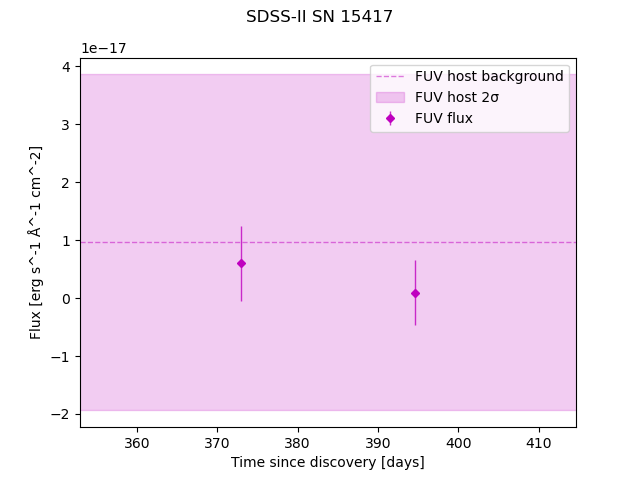 SDSS-II SN 15417
1e−17
FUV host background
FUV host 2σ
FUV flux
4
3
2
1
0
−1
−2
Flux [erg s^-1 Å^-1 cm^-2]
360 370 380 390 400 410
Time since discovery [days]